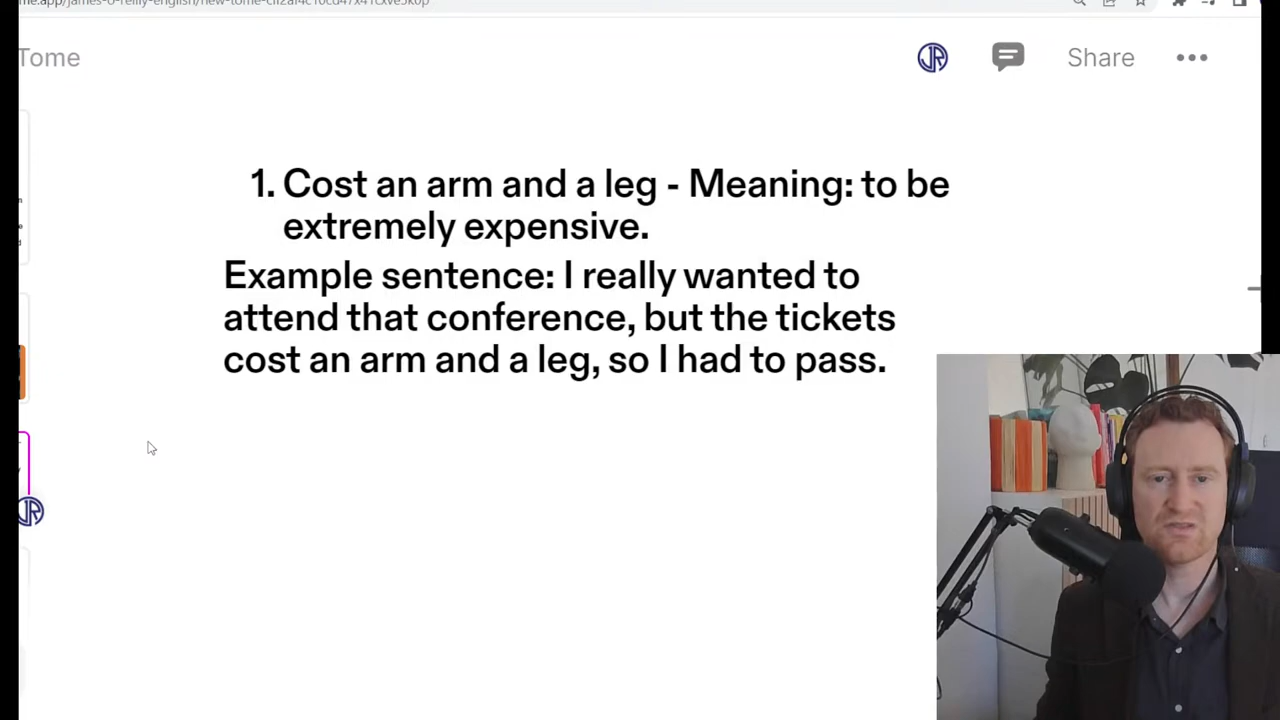 Tome
Share
1. Cost an arm and a leg - Meaning: to be
extremely expensive.
Example sentence: I really wanted to
attend that conference, but the tickets
cost an arm and a leg, so I had to pass.